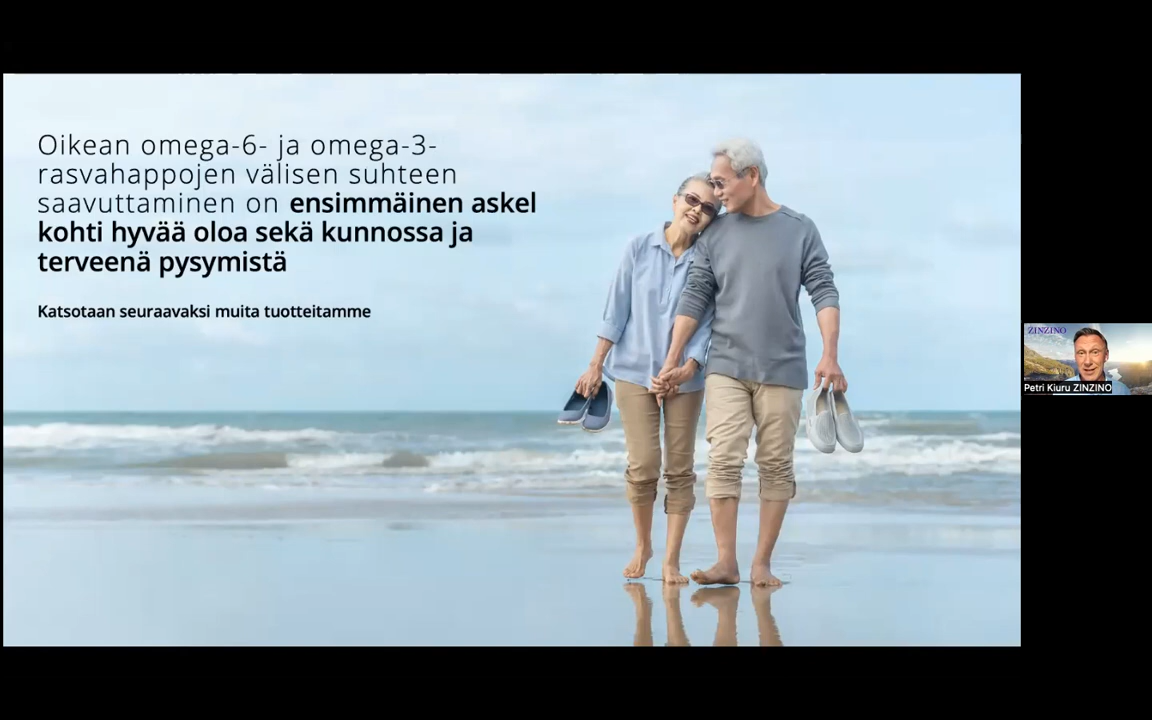 Oikean omega-6- ja omega-3-
rasvahappojen välisen suhteen
saavuttaminen on ensimmäinen askel
kohti hyvää oloa sekä kunnossa ja
terveenä pysymistä
Katsotaan seuraavaksi muita tuotteitamme
ZINZINO
Petri Kiuru ZINZINO